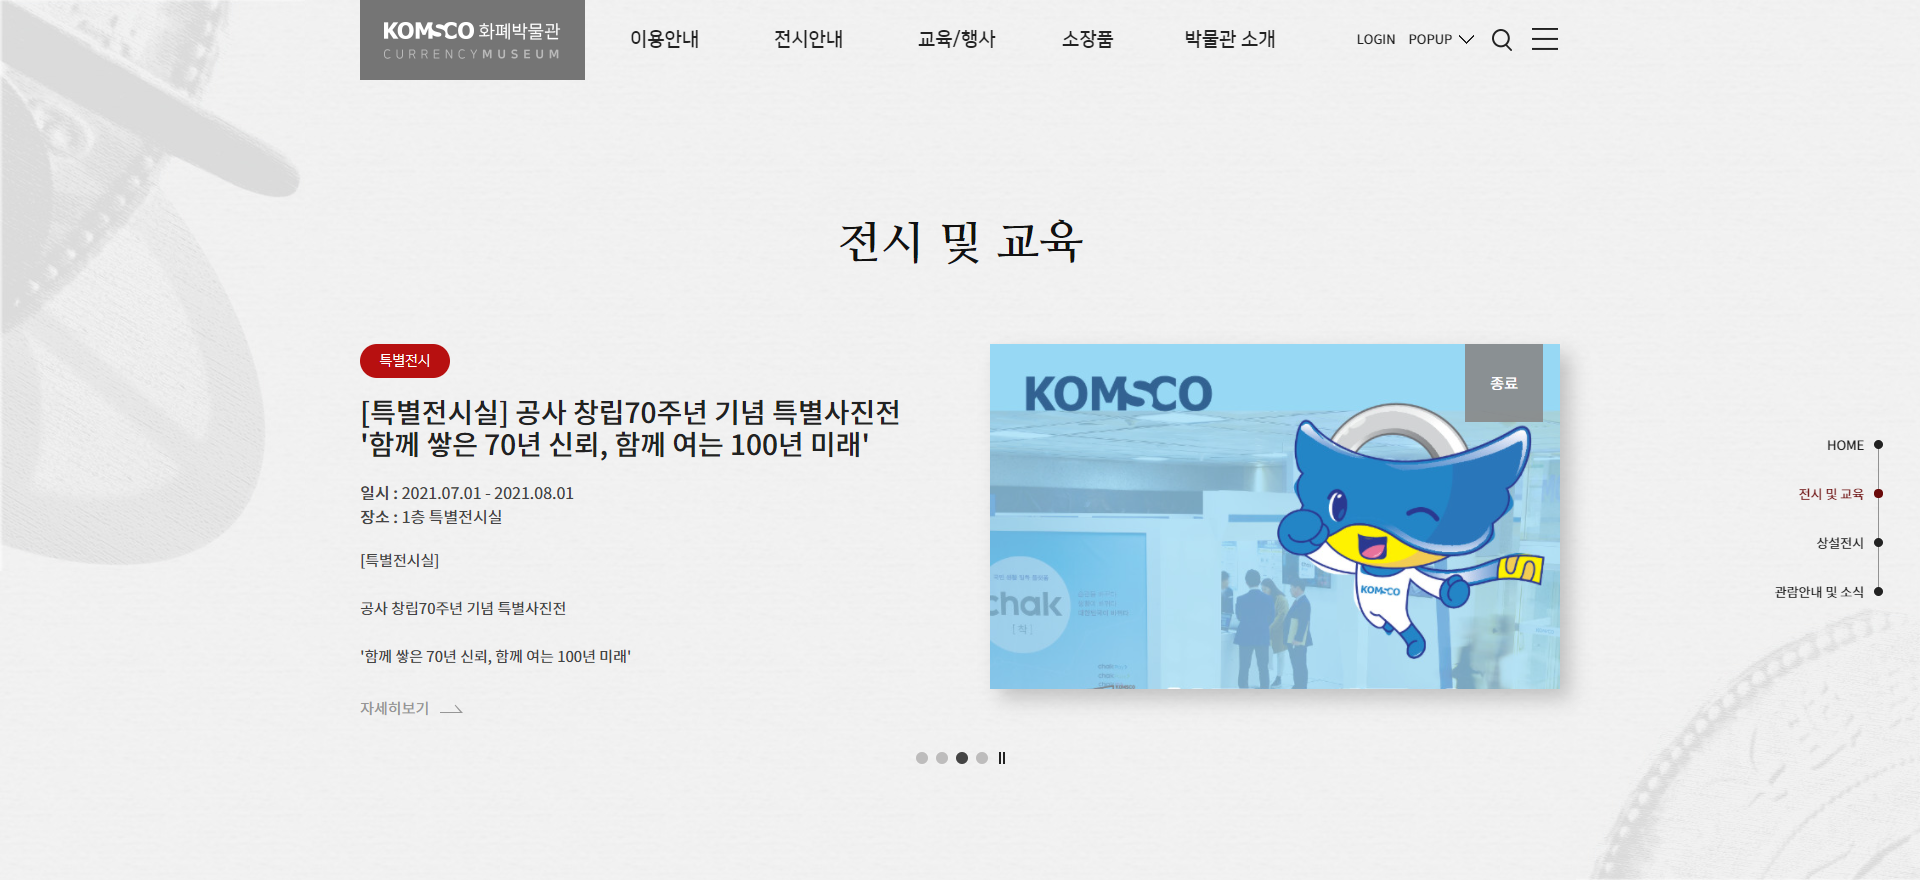 KOMSCO 화폐박물관
CURRENCY MUSEUM
이용안내
전시안내
교육/행사
소장품
박물관 소개
LOGIN
POPUP
전시 및 교육
특별전시
[특별전시실] 공사 창립70주년 기념 특별사진전
'함께 쌓은 70년 신뢰, 함께 여는 100년 미래'
일시 : 2021.07.01 - 2021.08.01
장소 : 1층 특별전시실
[특별전시실]
공사 창립70주년 기념 특별사진전
'함께 쌓은 70년 신뢰, 함께 여는 100년 미래'
자세히보기
KOMSCO
종료
chak
[ 착 ]
KOMSCO
HOME
전시 및 교육
상설전시
관람안내 및 소식